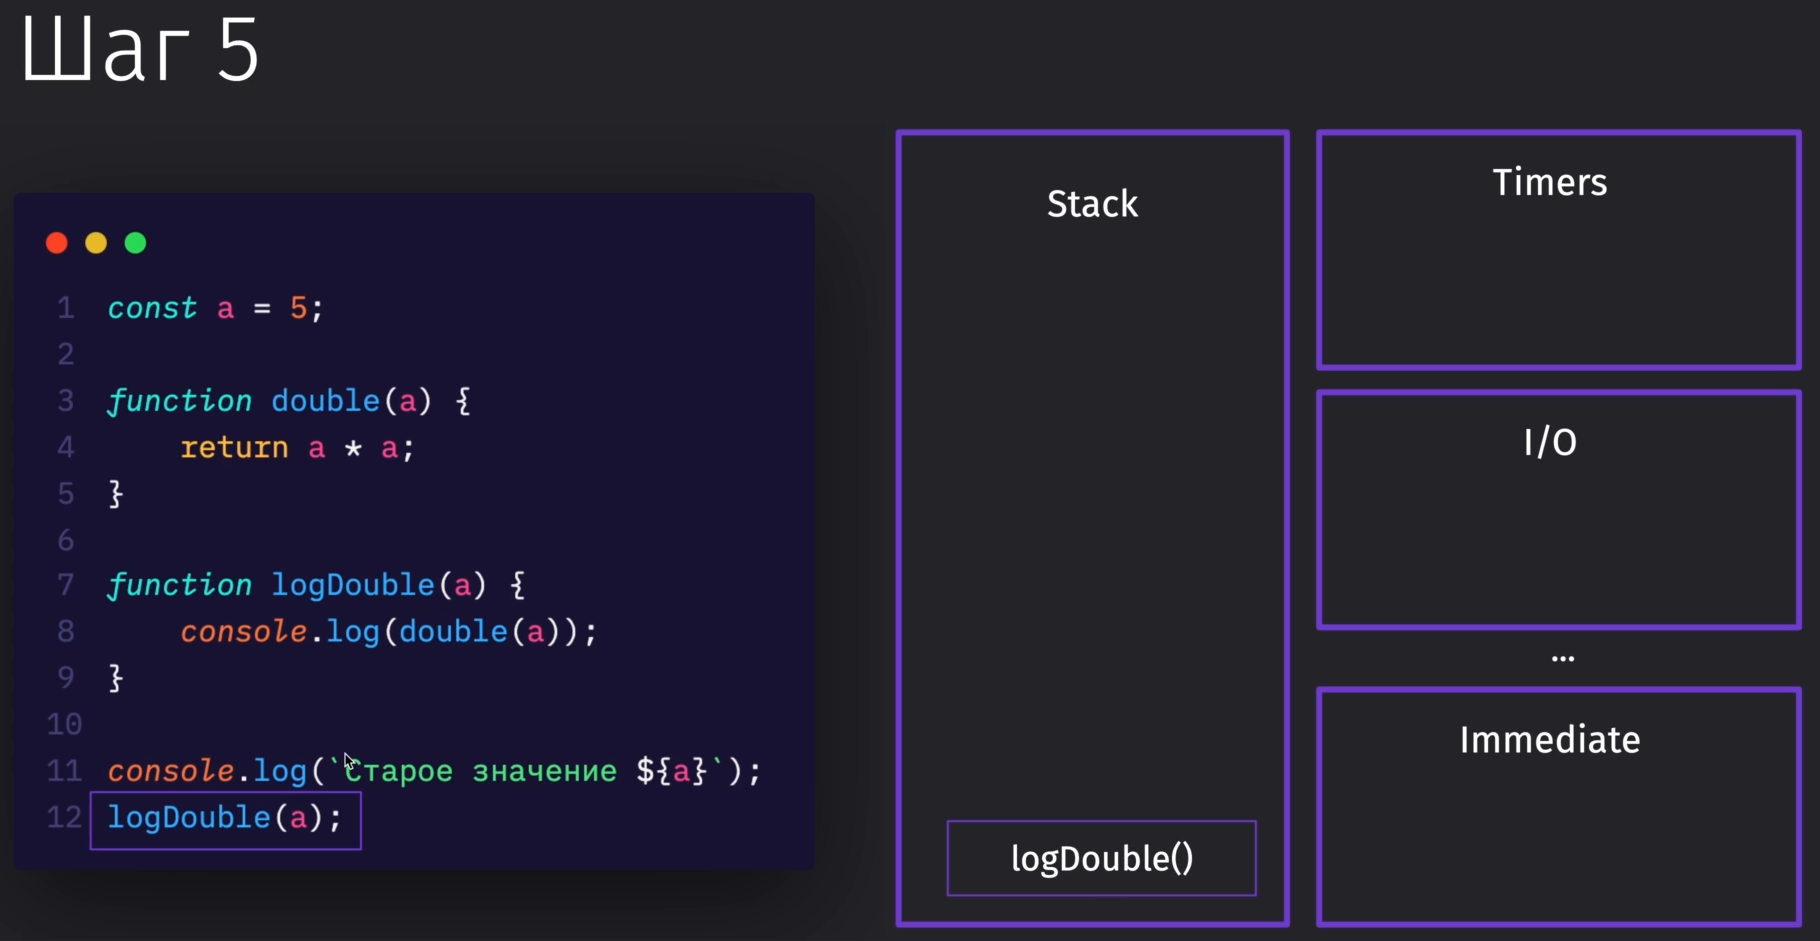 Шаг 5
1 const a = 5;
2
3 function double(a) {
4 return a * a;
5 }
6
7 function logDouble(a) {
8 console.log(double(a));
9 }
10
11 console.log(`Старое значение ${a}`);
12 logDouble(a);
Stack
logDouble()
Timers
I/O
...
Immediate